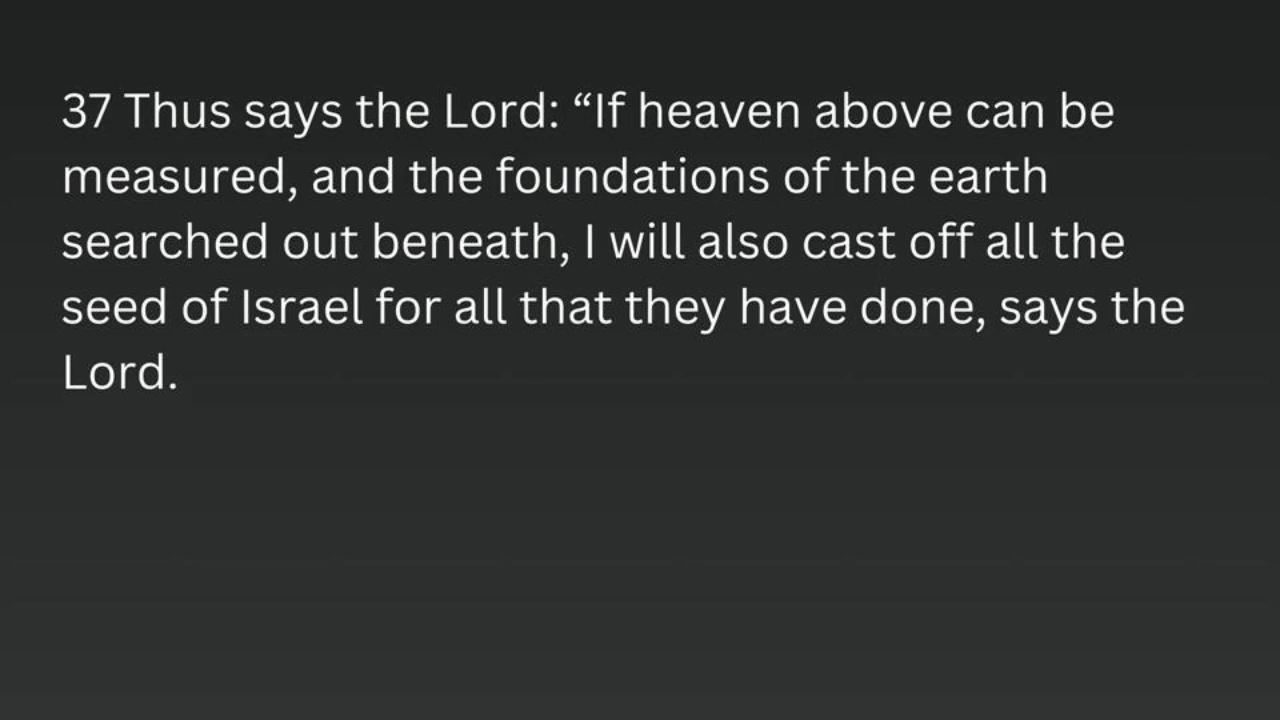 37 Thus says the Lord: “If heaven above can be
measured, and the foundations of the earth
searched out beneath, I will also cast off all the
seed of Israel for all that they have done, says the
Lord.